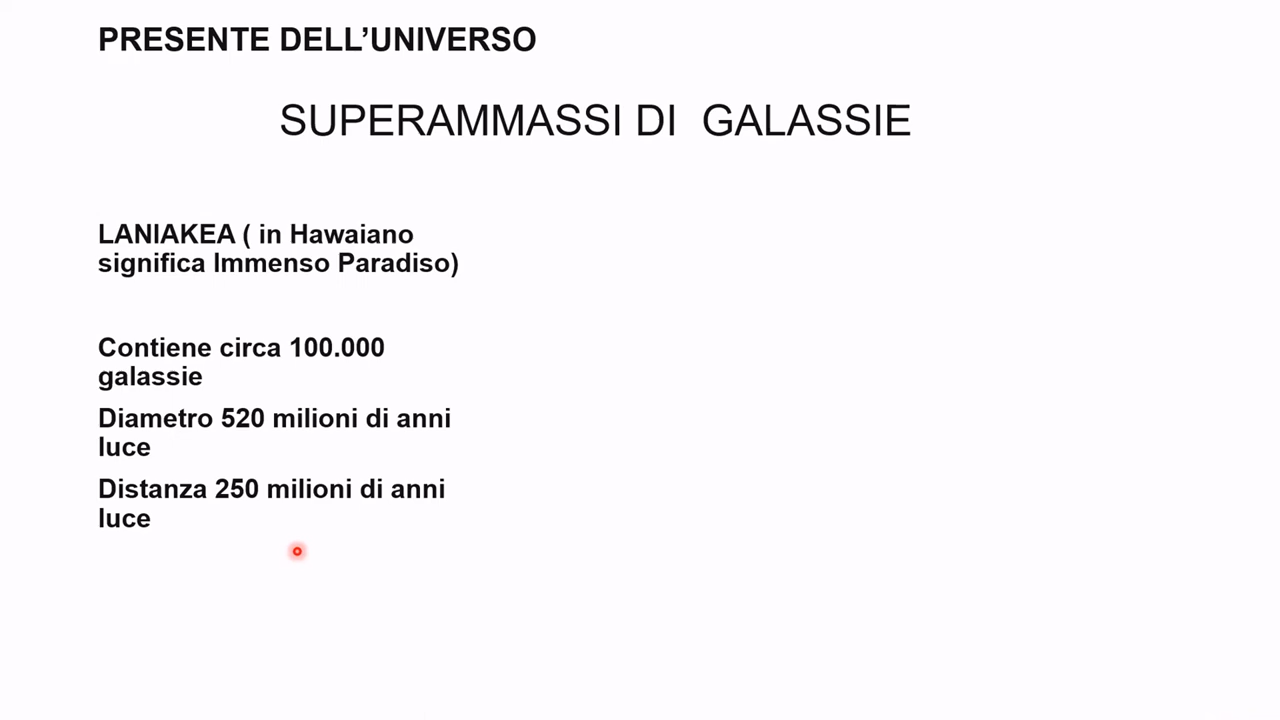 PRESENTE DELL’UNIVERSO
SUPERAMMASSI DI  GALASSIE
LANIAKEA ( in Hawaiano
significa Immenso Paradiso)
Contiene circa 100.000
galassie
Diametro 520 milioni di anni
luce
Distanza 250 milioni di anni
luce